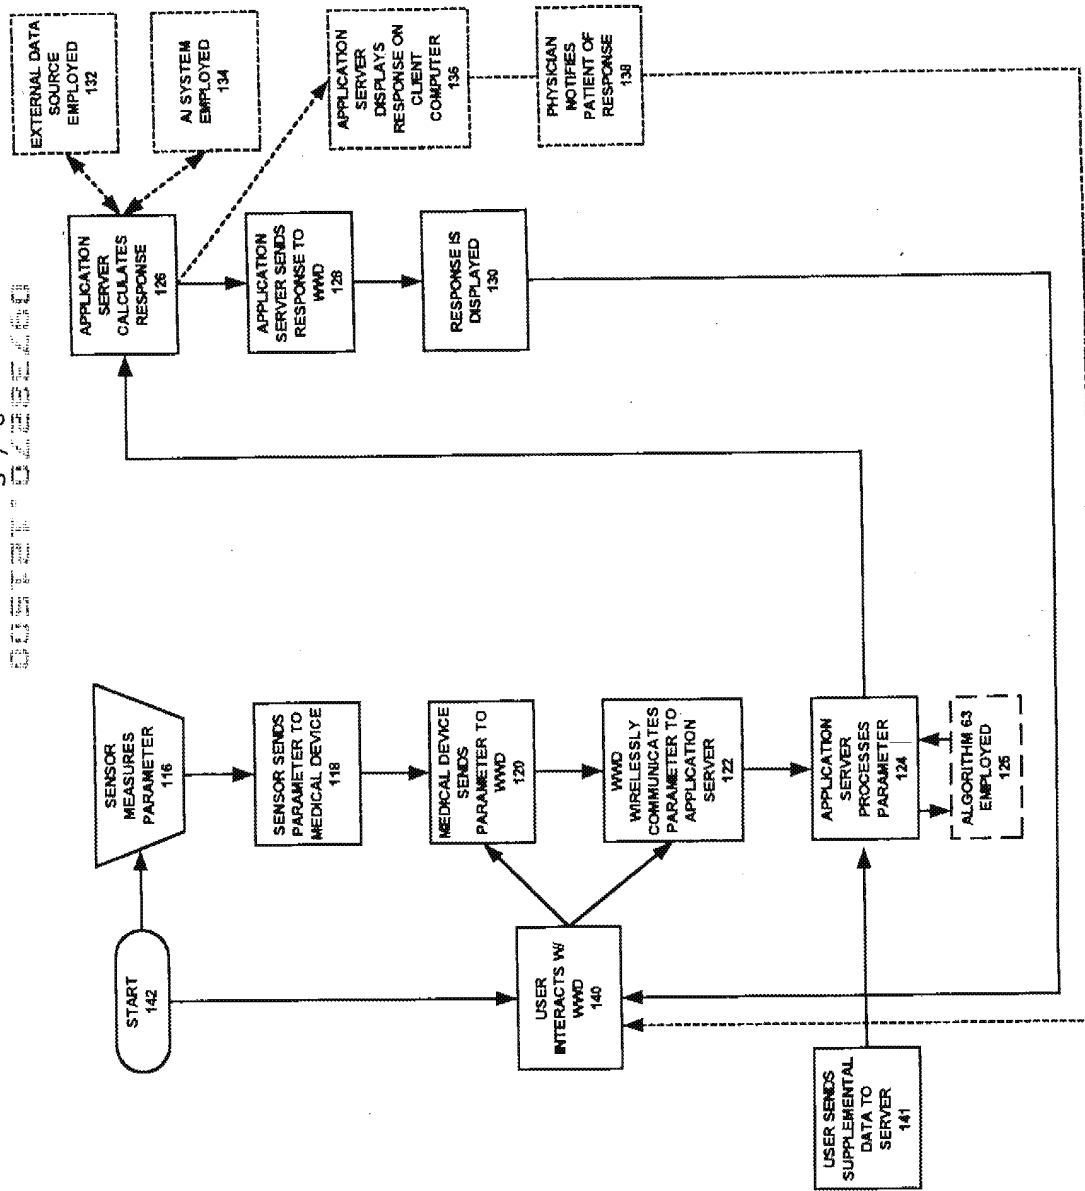 START
142
SENSOR
MEASURES
PARAMETER
116
SENSOR SENDS
PARAMETER TO
MEDICAL DEVICE
118
MEDICAL DEVICE
SENDS
PARAMETER TO
WWD
120
WWD
WIRELESSLY
COMMUNICATES
PARAMETER TO
APPLICATION
SERVER
122
USER
INTERACTS W/
WWD
140
USER SENDS
SUPPLEMENTAL
DATA TO
SERVER
141
APPLICATION
SERVER
PROCESSES
PARAMETER
124
ALGORITHM 63
EMPLOYED
125
APPLICATION
SERVER
CALCULATES
RESPONSE
126
APPLICATION
SERVER SENDS
RESPONSE TO
WWD
128
RESPONSE IS
DISPLAYED
130
EXTERNAL DATA
SOURCE
EMPLOYED
132
AI SYSTEM
EMPLOYED
134
APPLICATION
SERVER
DISPLAYS
RESPONSE ON
CLIENT
COMPUTER
136
PHYSICIAN
NOTIFIES
PATIENT OF
RESPONSE
138